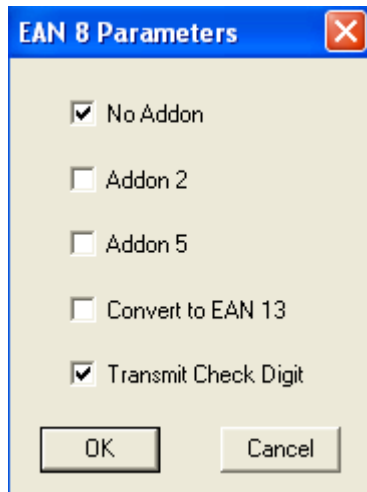 EAN 8 Parameters
No Addon
Addon 2
Addon 5
Convert to EAN 13
Transmit Check Digit
OK Cancel